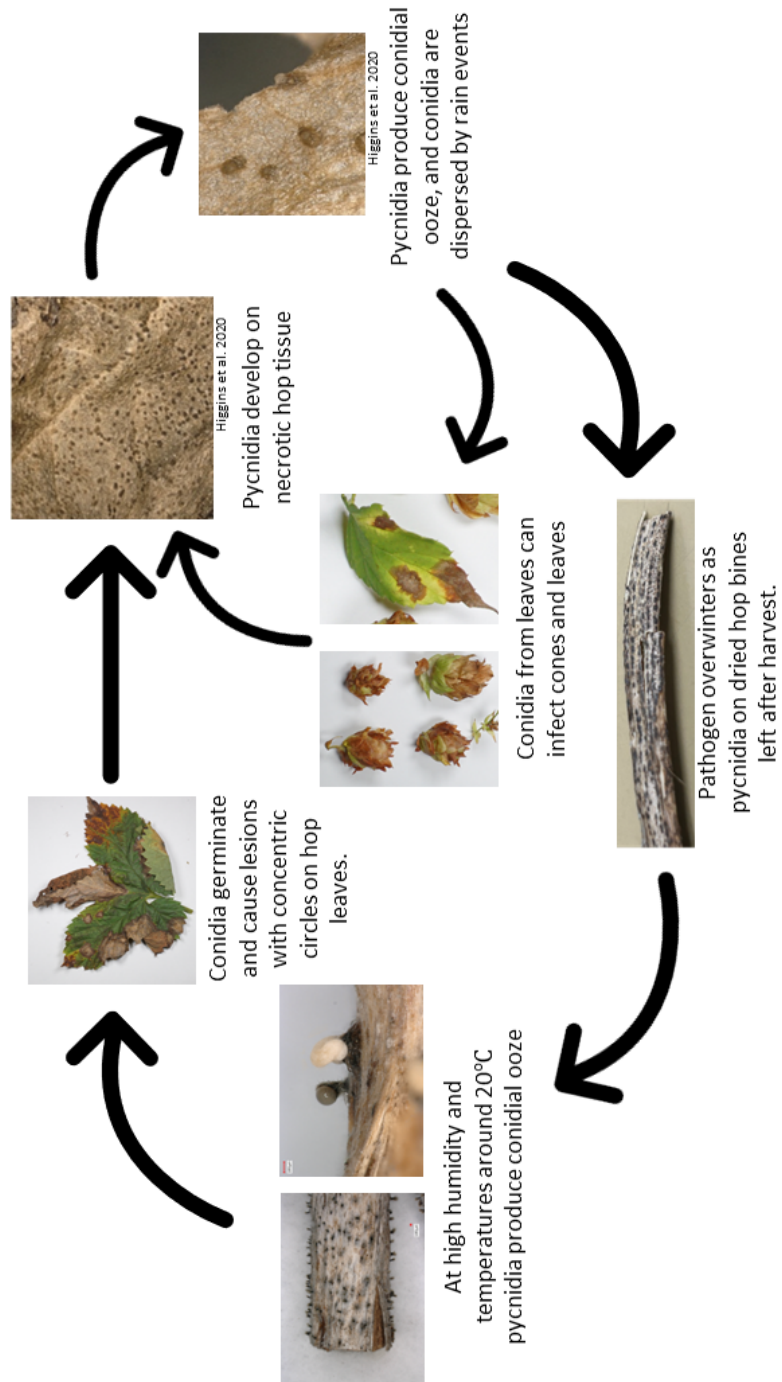 Conidia germinate
and cause lesions
with concentric
circles on hop
leaves.
Higgins et al. 2020
Pycnidia develop on
necrotic hop tissue
Higgins et al. 2020
Pycnidia produce conidial
ooze, and conidia are
dispersed by rain events
Conidia from leaves can
infect cones and leaves
Pathogen overwinters as
pycnidia on dried hop bines
left after harvest.
At high humidity and
temperatures around 20°C
pycnidia produce conidial ooze